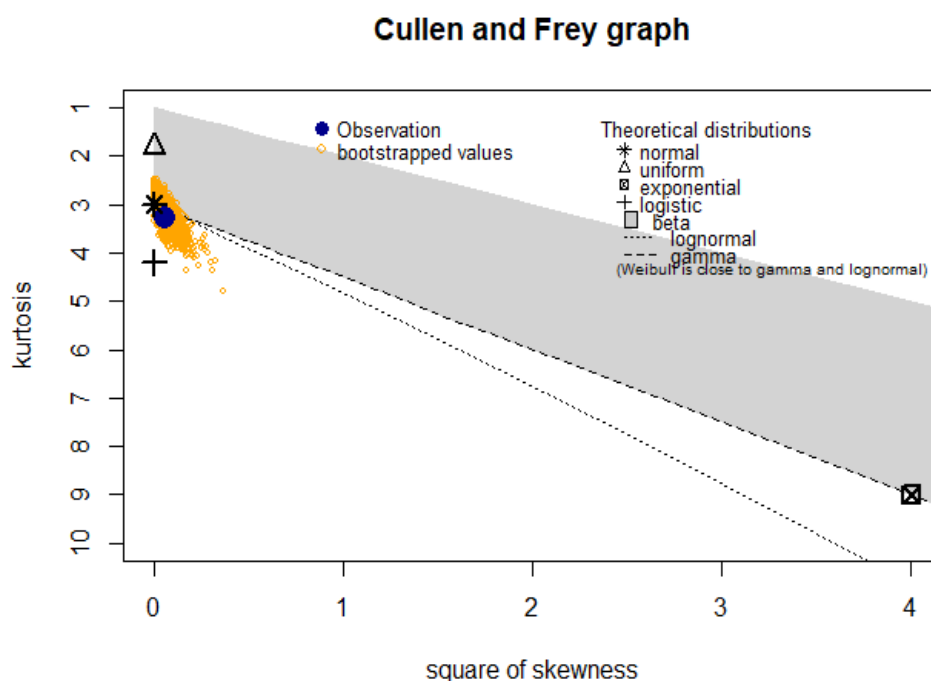 Cullen and Frey graph
Observation
bootstrapped values
Theoretical distributions
normal
uniform
exponential
logistic
beta
lognormal
gamma
(Weibull is close to gamma and lognormal)
kurtosis
1
2
3
4
5
6
7
8
9
10
0 1 2 3 4
square of skewness